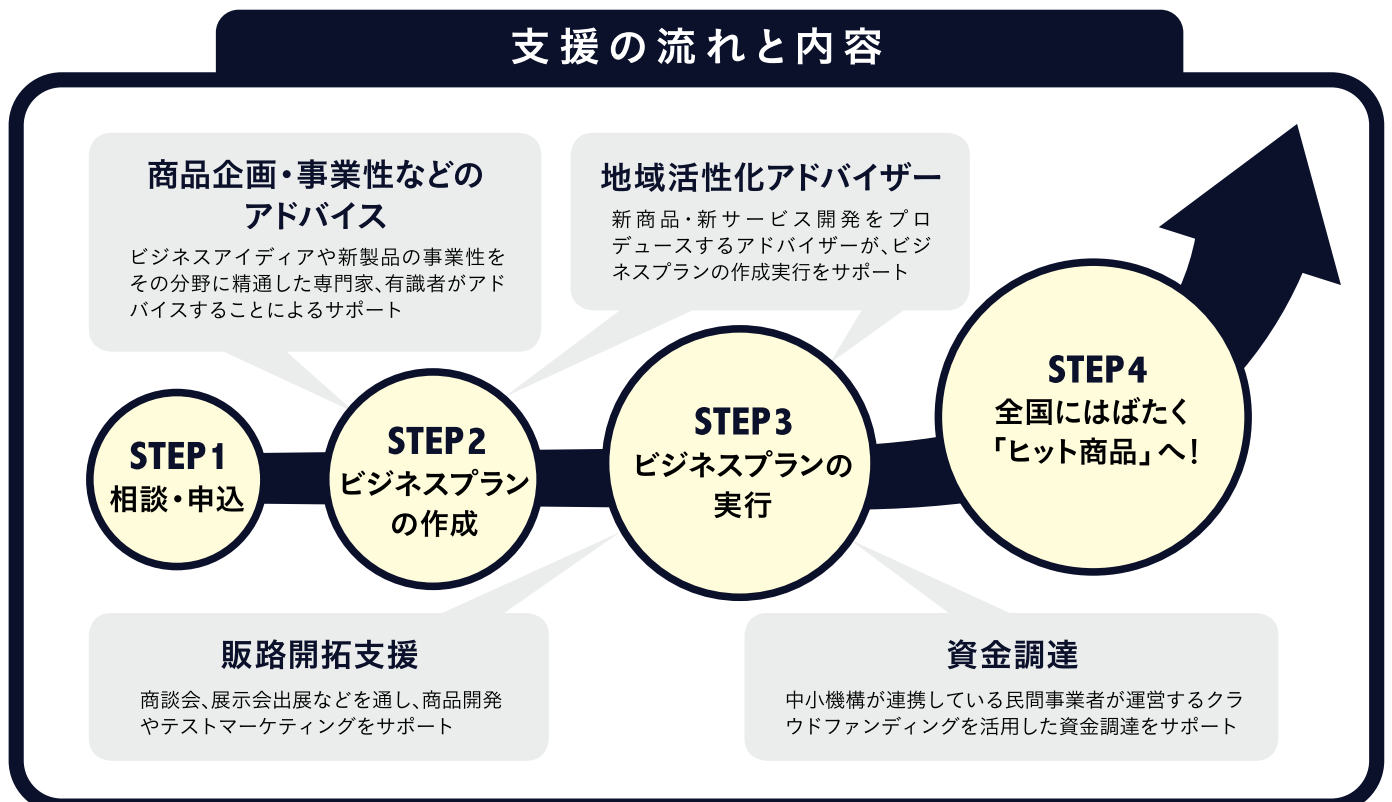 支援の流れと内容
商品企画・事業性などの
アドバイス
ビジネスアイディアや新製品の事業性を
その分野に精通した専門家、有識者がアド
バイスすることによるサポート
地域活性化アドバイザー
新商品・新サービス開発をプロ
デュースするアドバイザーが、ビジ
ネスプランの作成実行をサポート
STEP1
相談・申込
STEP2
ビジネスプラン
の作成
STEP3
ビジネスプランの
実行
STEP4
全国にはばたく
「ヒット商品」へ!
販路開拓支援
商談会、展示会出展などを通し、商品開発
やテストマーケティングをサポート
資金調達
中小機構が連携している民間事業者が運営するクラ
ウドファンディングを活用した資金調達をサポート